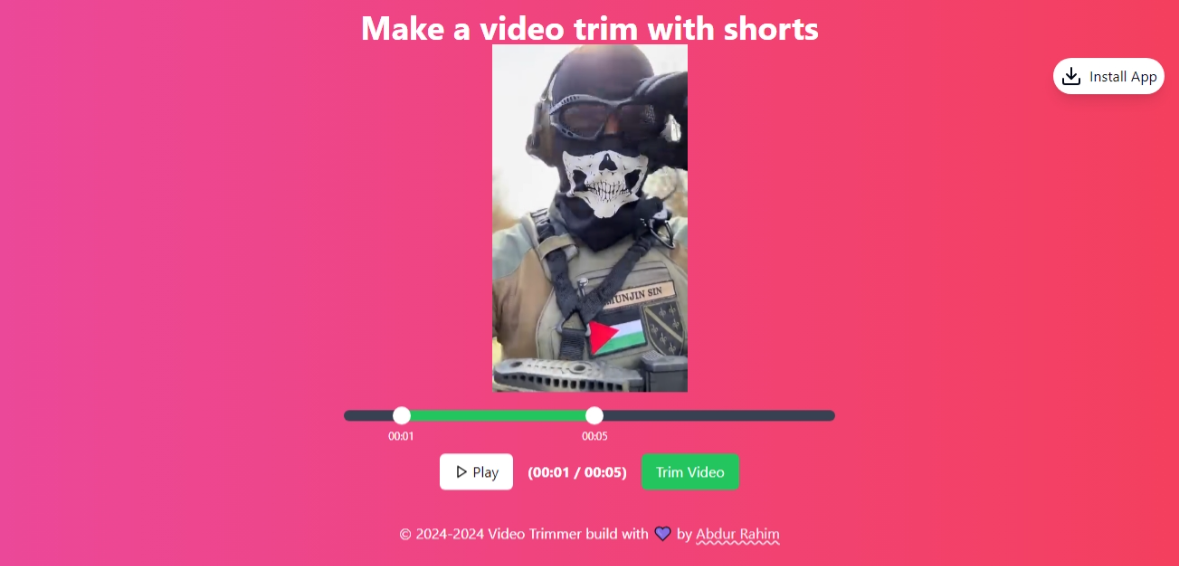 Make a video trim with shorts
Install App
MUNJIN SIN
00:01
00:05
Play
(00:01 / 00:05)
Trim Video
© 2024-2024 Video Trimmer build with 💜 by Abdur Rahim